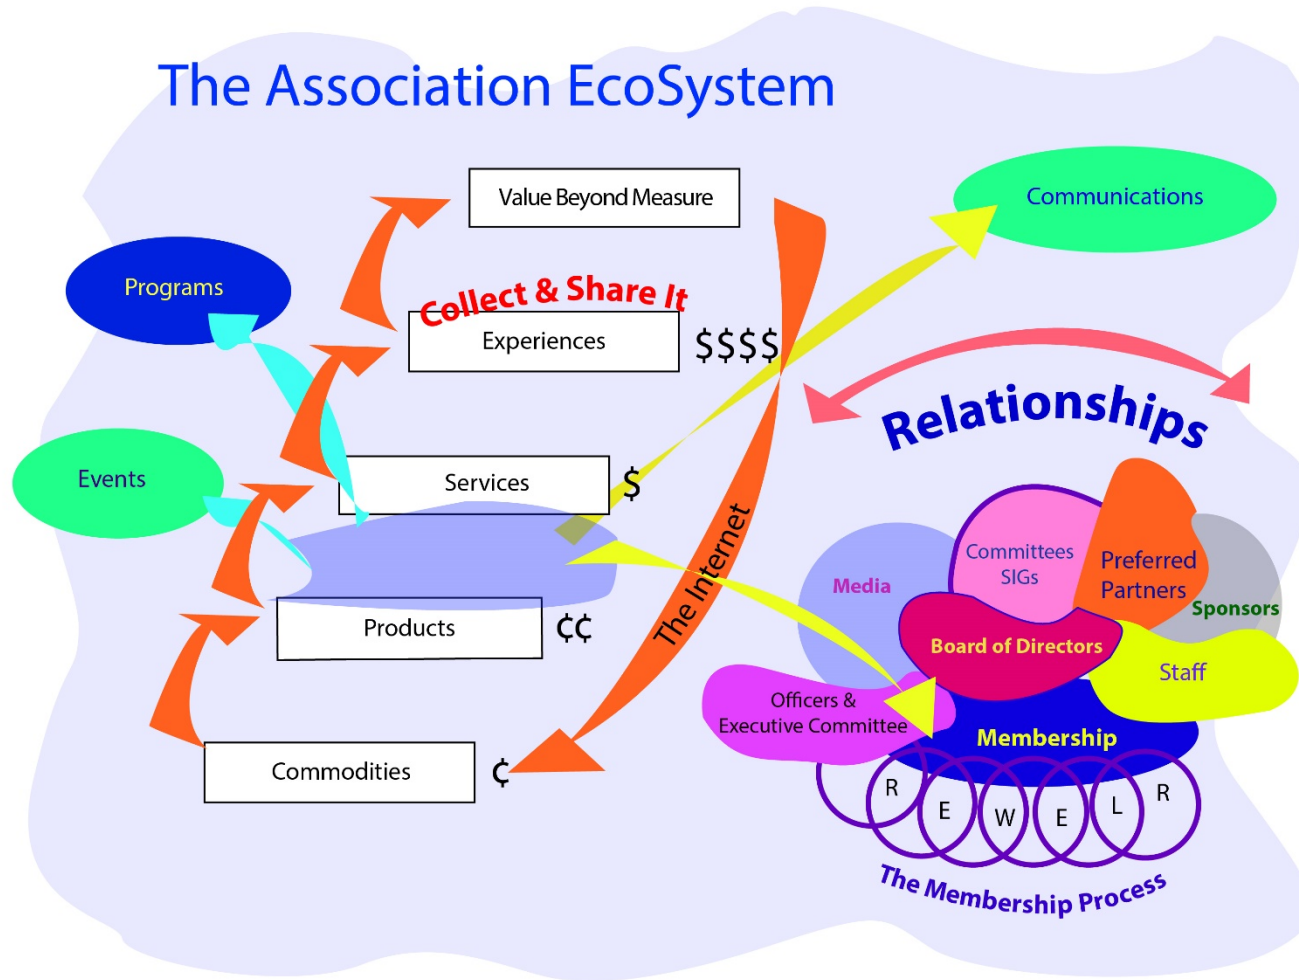 The Association EcoSystem
Value Beyond Measure
Communications
Programs
Collect & Share It
Experiences
$$$$
Relationships
Events
Services
$
Committees
SIGs
Preferred
Partners
Media
Sponsors
The Internet
Products
¢¢
Board of Directors
Staff
Officers &
Executive Committee
Membership
Commodities
¢
R
E
W
E
L
R
The Membership Process